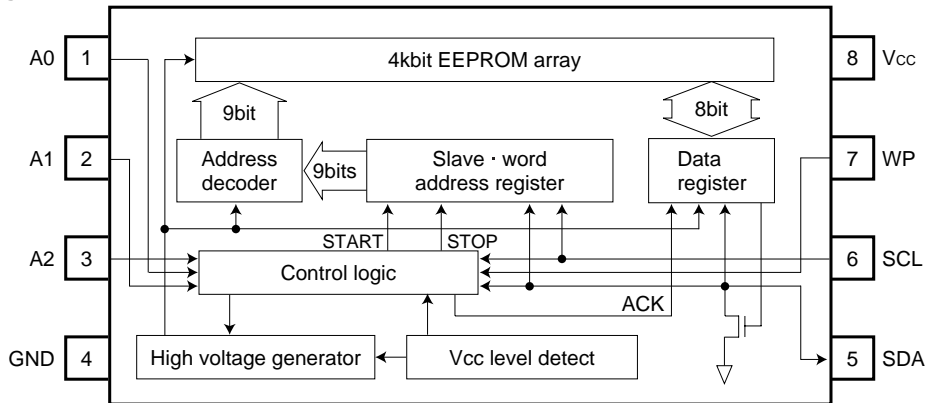 A0 1
4kbit EEPROM array
8 Vcc
9bit
8bit
A1 2
Address
decoder
9bits
Slave・word
address register
Data
register
7 WP
START
STOP
A2 3
Control logic
6 SCL
ACK
GND 4
High voltage generator
Vcc level detect
5 SDA